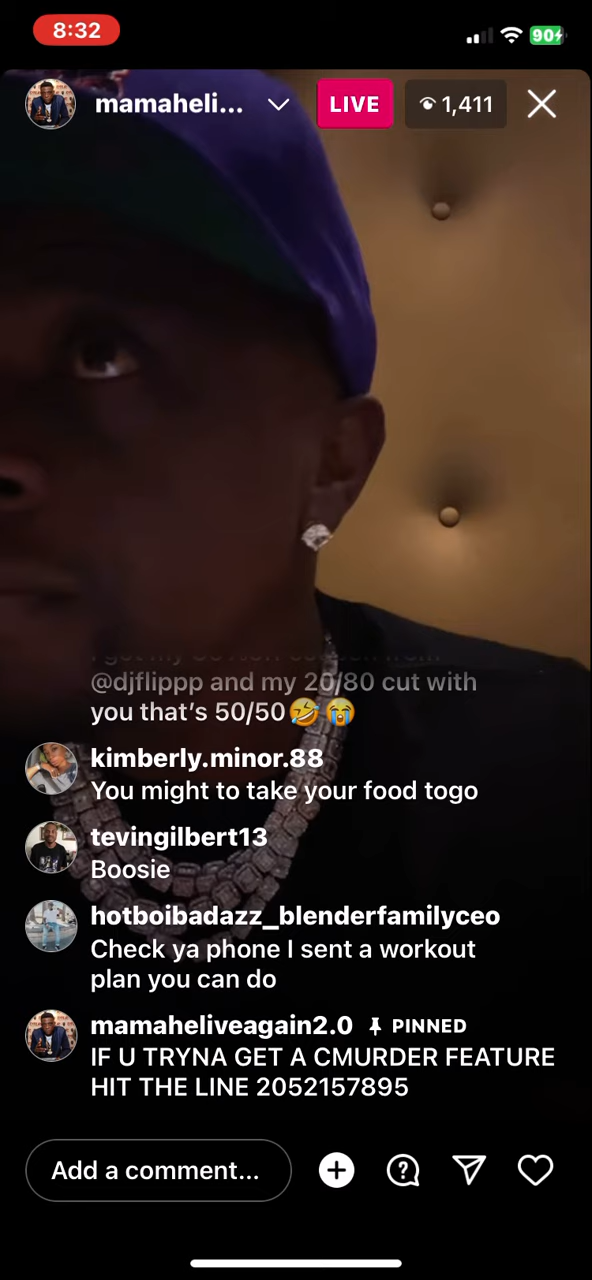 8:32
90
mamaheli...
LIVE
1,411
@djflippp and my 20/80 cut with
you that's 50/50🤣😭
kimberly.minor.88
You might to take your food togo
tevingilbert13
Boosie
hotboibadazz_blenderfamilyceo
Check ya phone I sent a workout
plan you can do
mamaheliveagain2.0 PINNED
IF U TRYNA GET A CMURDER FEATURE
HIT THE LINE 2052157895
Add a comment...